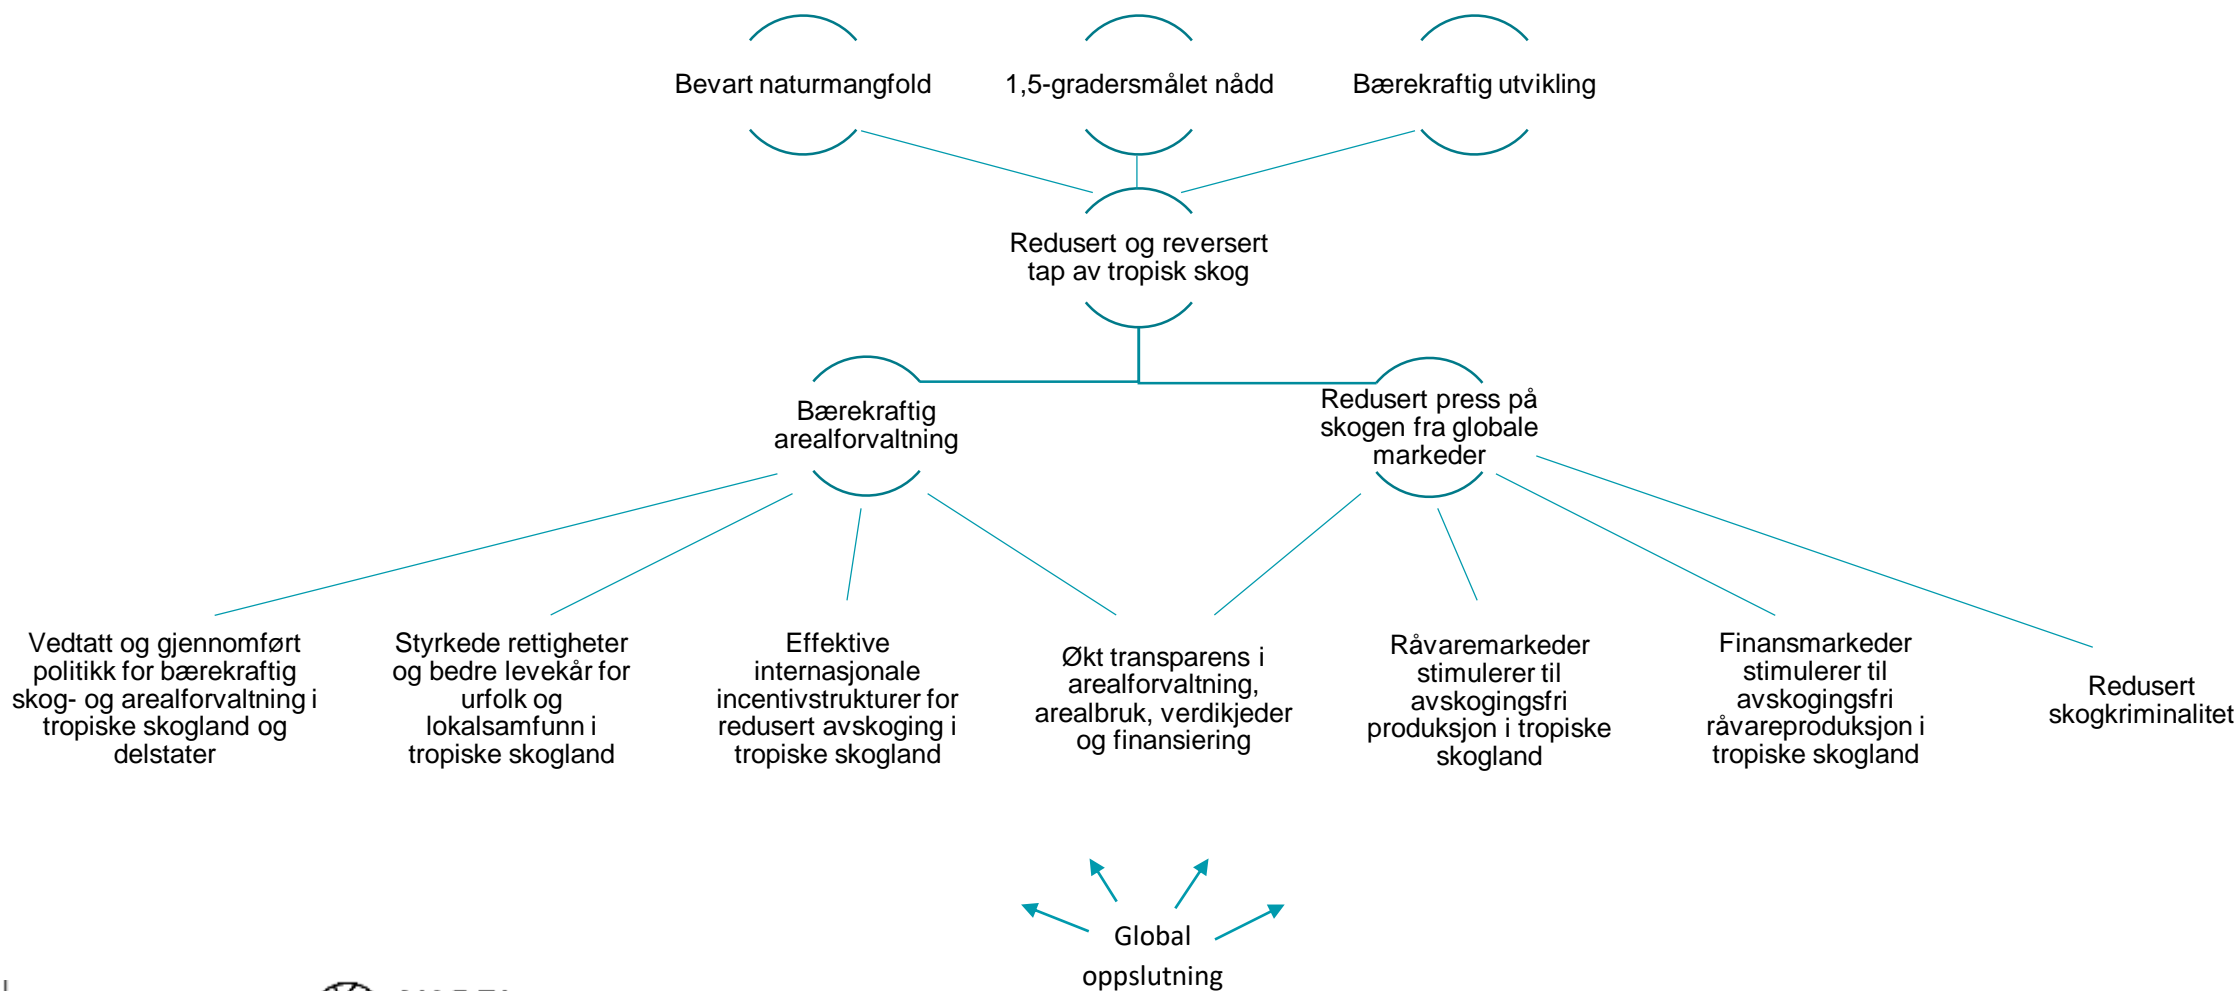 Bevart naturmangfold
1,5-gradersmålet nådd
Bærekraftig utvikling
Redusert og reversert
tap av tropisk skog
Bærekraftig
arealforvaltning
Redusert press på
skogen fra globale
markeder
Vedtatt og gjennomført
politikk for bærekraftig
skog- og arealforvaltning i
tropiske skogland og
delstater
Styrkede rettigheter
og bedre levekår for
urfolk og
lokalsamfunn i
tropiske skogland
Effektive
internasjonale
incentivstrukturer for
redusert avskoging i
tropiske skogland
Økt transparens i
arealforvaltning,
arealbruk, verdikjeder
og finansiering
Råvaremarkeder
stimulerer til
avskogingsfri
produksjon i tropiske
skogland
Finansmarkeder
stimulerer til
avskogingsfri
råvareproduksjon i
tropiske skogland
Redusert
skogkriminalitet
Global
oppslutning